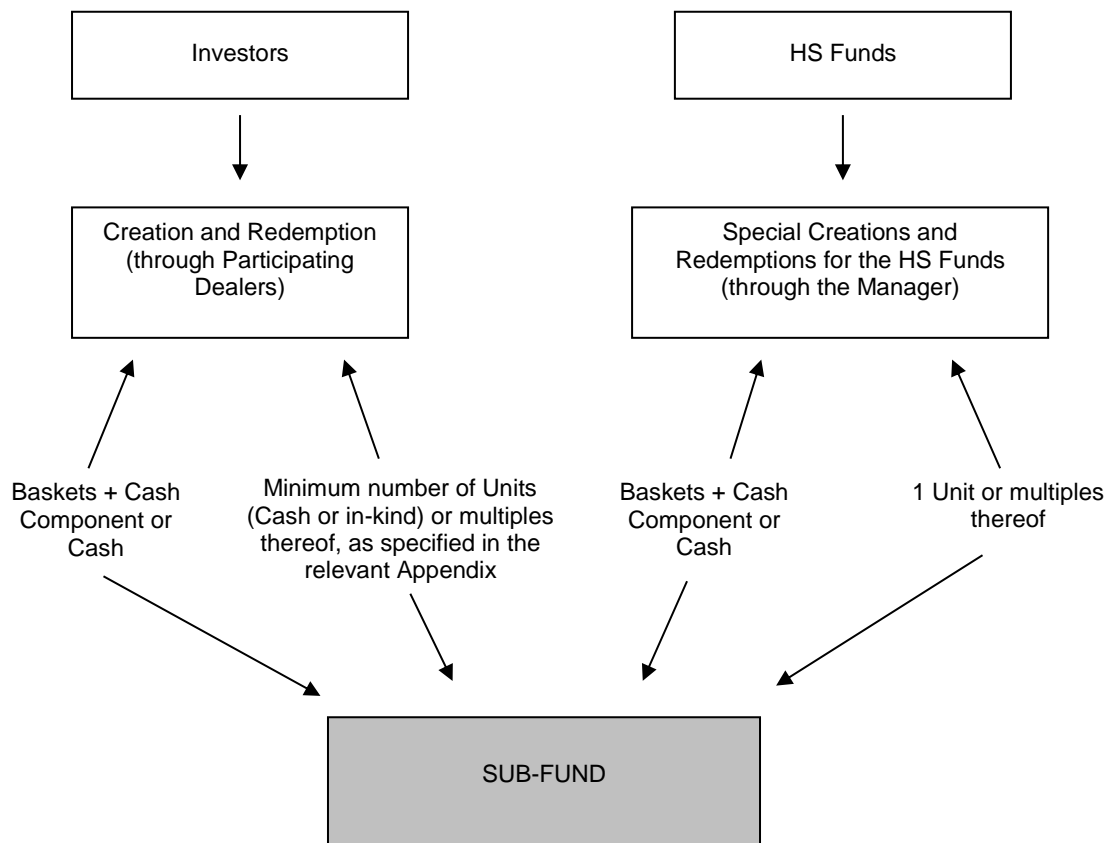 Investors
HS Funds
Creation and Redemption
(through Participating
Dealers)
Special Creations and
Redemptions for the HS Funds
(through the Manager)
Baskets + Cash
Component or
Cash
Minimum number of Units
(Cash or in-kind) or multiples
thereof, as specified in the
relevant Appendix
Baskets + Cash
Component or
Cash
1 Unit or multiples
thereof
SUB-FUND